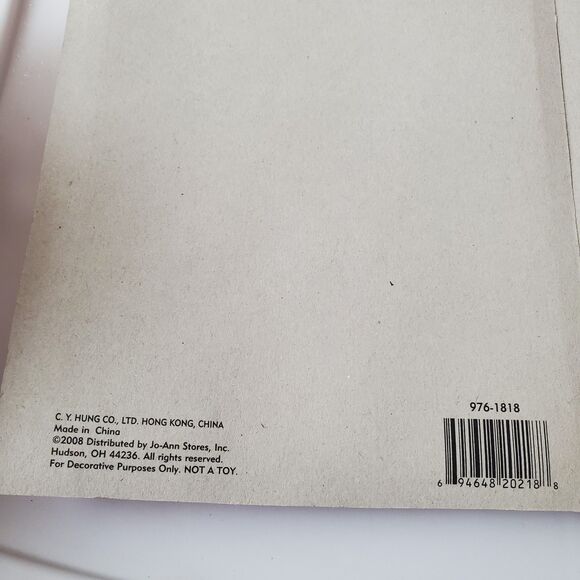 C. Y. HUNG CO., LTD. HONG KONG, CHINA
Made in China
©2008 Distributed by Jo-Ann Stores, Inc.
Hudson, OH 44236. All rights reserved.
For Decorative Purposes Only. NOT A TOY.
976-1818
6 94648 20218 8